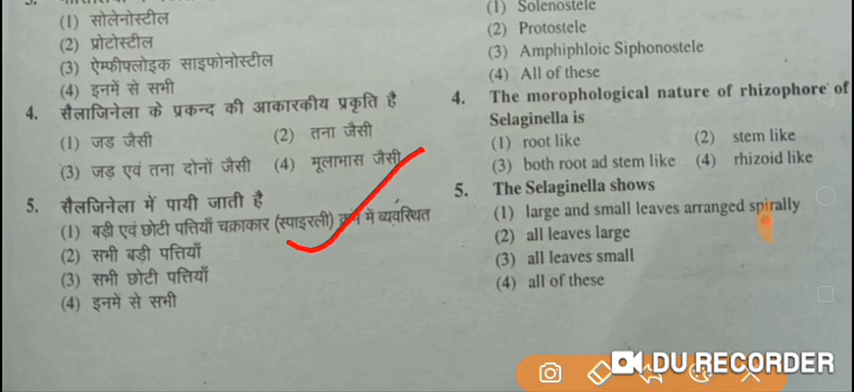 (1) सोलेनोस्टील
(2) प्रोटोस्टील
(3) ऐम्फीफ्लोइक साइफोनोस्टील
(4) इनमें से सभी
4. सैलाजिनेला के प्रकन्द की आकारकीय प्रकृति है
(1) जड़ जैसी (2) तना जैसी
(3) जड़ एवं तना दोनों जैसी (4) मूलाभास जैसी
5. सैलजिनेला में पायी जाती है
(1) बड़ी एवं छोटी पत्तियाँ चक्राकार (स्पाइरली) में व्यवस्थित
(2) सभी बड़ी पत्तियाँ
(3) सभी छोटी पत्तियाँ
(4) इनमें से सभी
(1) Solenostele
(2) Protostele
(3) Amphiphloic Siphonostele
(4) All of these
4. The morophological nature of rhizophore of
Selaginella is
(1) root like (2) stem like
(3) both root ad stem like (4) rhizoid like
5. The Selaginella shows
(1) large and small leaves arranged spirally
(2) all leaves large
(3) all leaves small
(4) all of these
DU RECORDER